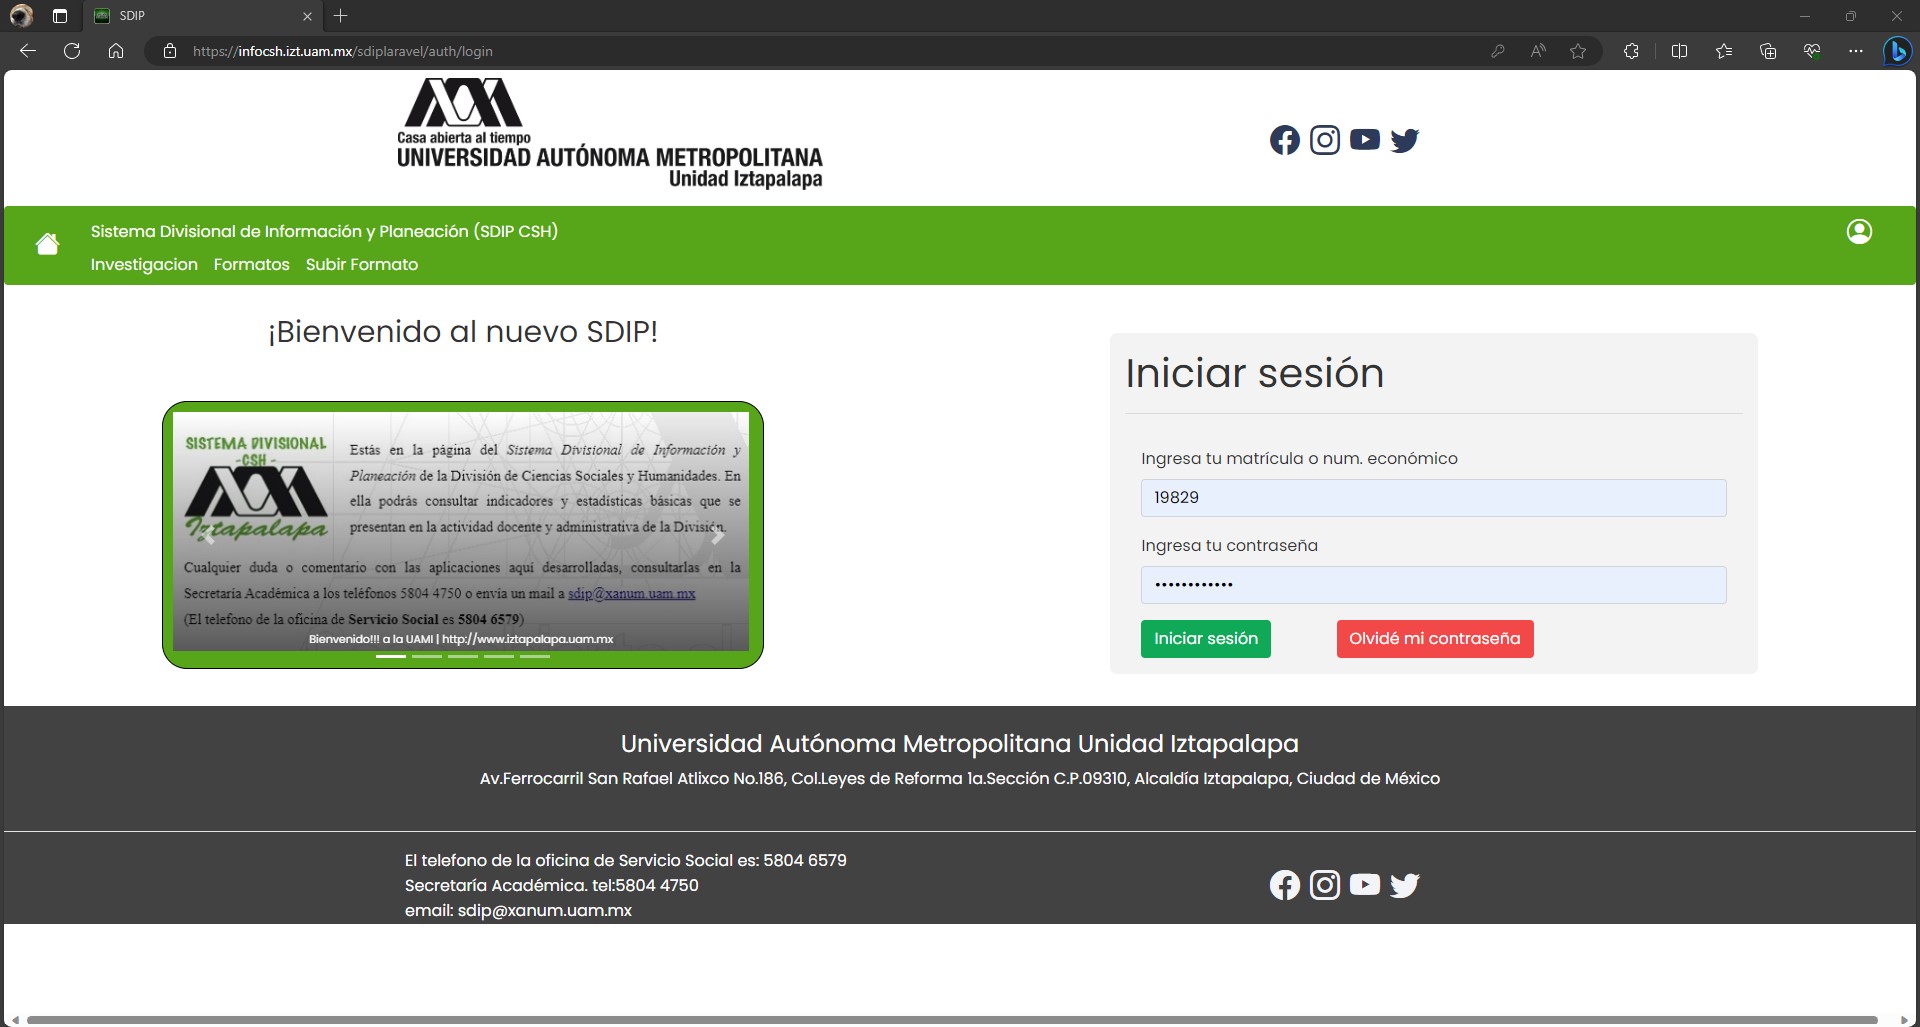 SDIP
https://infocsh.izt.uam.mx/sdiplaravel/auth/login
Casa abierta al tiempo
UNIVERSIDAD AUTÓNOMA METROPOLITANA
Unidad Iztapalapa
Sistema Divisional de Información y Planeación (SDIP CSH)
Investigacion Formatos Subir Formato
¡Bienvenido al nuevo SDIP!
SISTEMA DIVISIONAL
-CSH-
Iztapalapa
Estás en la página del Sistema Divisional de Información y
Planeación de la División de Ciencias Sociales y Humanidades. En
ella podrás consultar indicadores y estadísticas básicas que se
presentan en la actividad docente y administrativa de la División.
Cualquier duda o comentario con las aplicaciones aquí desarrolladas, consultarlas en la
Secretaría Académica a los teléfonos 5804 4750 o envía un mail a sdip@xanum.uam.mx
(El telefono de la oficina de Servicio Social es 5804 6579)
Bienvenido!!! a la UAMI | http://www.iztapalapa.uam.mx
Iniciar sesión
Ingresa tu matrícula o num. económico
19829
Ingresa tu contraseña
••••••••••••
Iniciar sesión
Olvidé mi contraseña
Universidad Autónoma Metropolitana Unidad Iztapalapa
Av.Ferrocarril San Rafael Atlixco No.186, Col.Leyes de Reforma 1a.Sección C.P.09310, Alcaldía Iztapalapa, Ciudad de México
El telefono de la oficina de Servicio Social es: 5804 6579
Secretaría Académica. tel:5804 4750
email: sdip@xanum.uam.mx